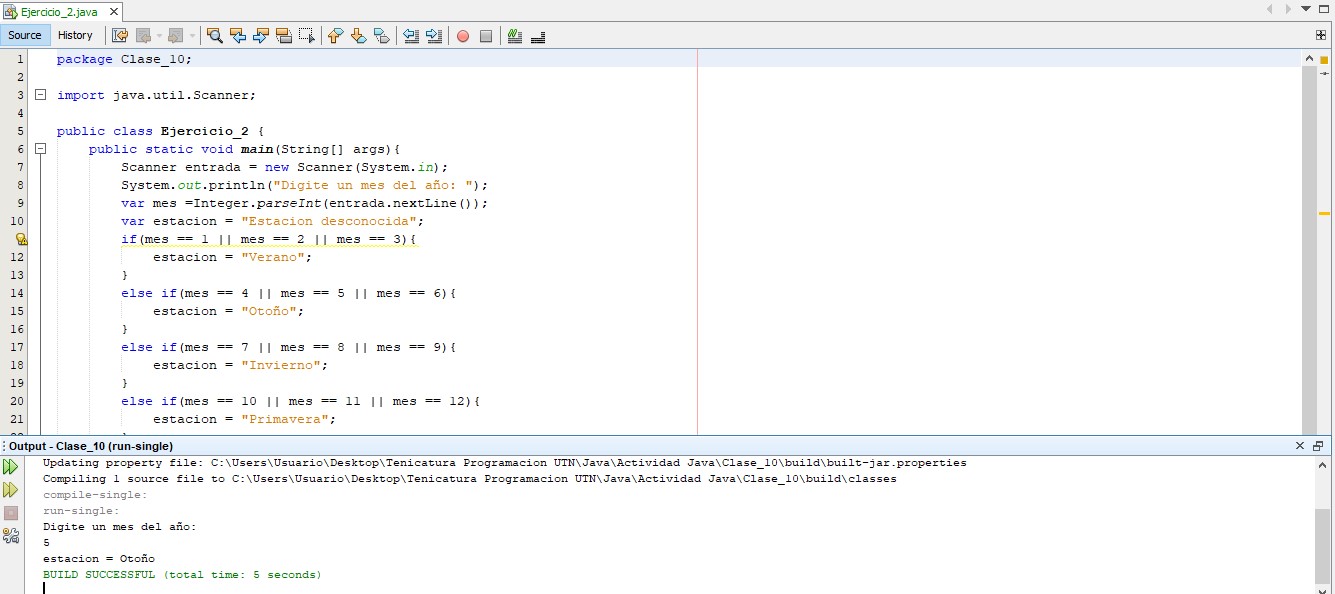 Ejercicio_2.java
Source History
1 package Clase_10;
2
3 import java.util.Scanner;
4
5 public class Ejercicio_2 {
6 public static void main(String[] args){
7 Scanner entrada = new Scanner(System.in);
8 System.out.println("Digite un mes del año: ");
9 var mes =Integer.parseInt(entrada.nextLine());
10 var estacion = "Estacion desconocida";
if(mes == 1 || mes == 2 || mes == 3){
12 estacion = "Verano";
13 }
14 else if(mes == 4 || mes == 5 || mes == 6){
15 estacion = "Otoño";
16 }
17 else if(mes == 7 || mes == 8 || mes == 9){
18 estacion = "Invierno";
19 }
20 else if(mes == 10 || mes == 11 || mes == 12){
21 estacion = "Primavera";
Output - Clase_10 (run-single)
Updating property file: C:\Users\Usuario\Desktop\Tenicatura Programacion UTN\Java\Actividad Java\Clase_10\build\built-jar.properties
Compiling 1 source file to C:\Users\Usuario\Desktop\Tenicatura Programacion UTN\Java\Actividad Java\Clase_10\build\classes
compile-single:
run-single:
Digite un mes del año:
5
estacion = Otoño
BUILD SUCCESSFUL (total time: 5 seconds)